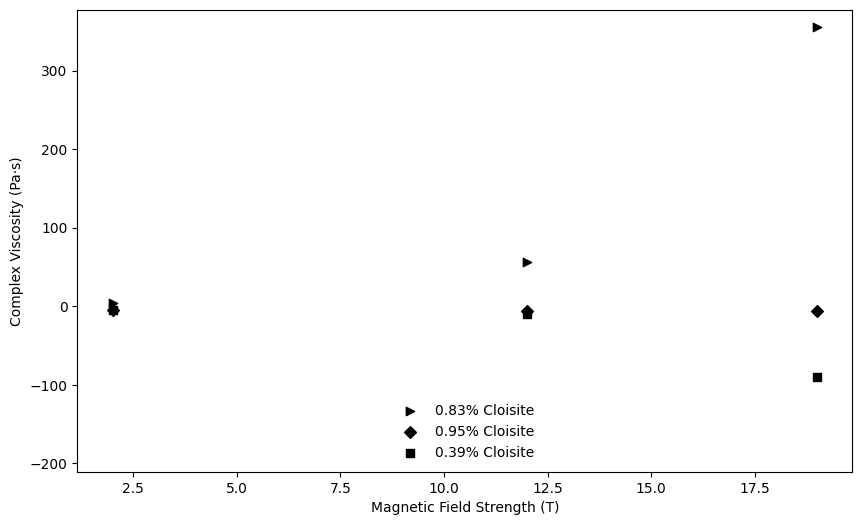 300
200
100
0
−100
−200
Complex Viscosity (Pa·s)
0.83% Cloisite
0.95% Cloisite
0.39% Cloisite
2.5 5.0 7.5 10.0 12.5 15.0 17.5
Magnetic Field Strength (T)